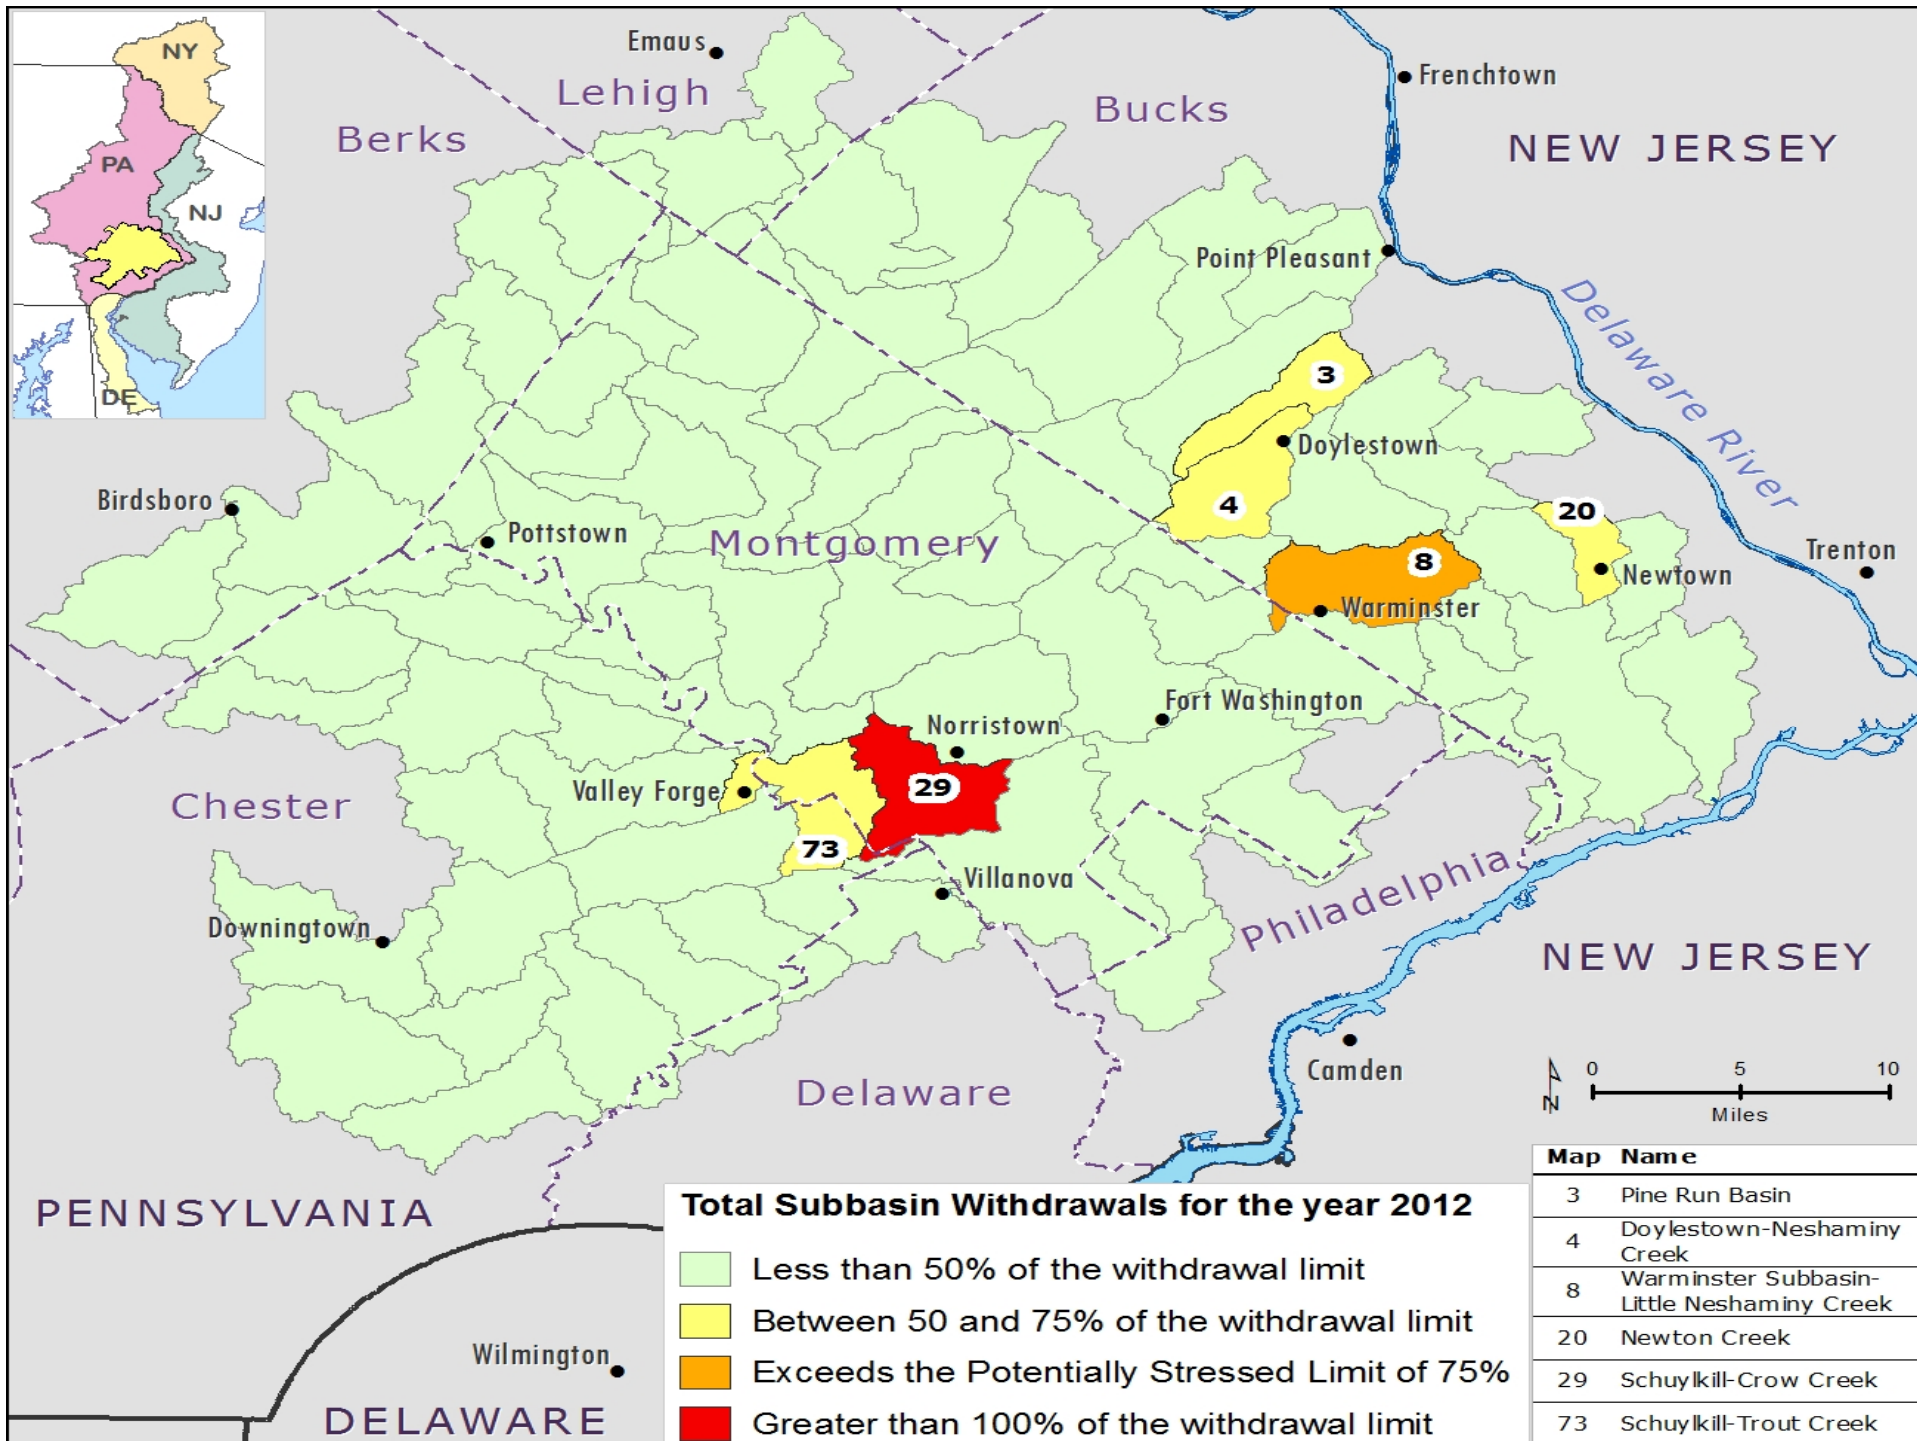 NY
PA
NJ
DE
Emaus
Lehigh
Berks
Bucks
Frenchtown
NEW JERSEY
Point Pleasant
Delaware River
3
Doylestown
4
Birdsboro
Pottstown
Montgomery
20
8
Trenton
Newtown
Warminster
Fort Washington
Norristown
Valley Forge
29
Chester
73
Villanova
Philadelphia
Downingtown
NEW JERSEY
Camden
Delaware
N
0 5 10
Miles
PENNSYLVANIA
Wilmington
DELAWARE
Total Subbasin Withdrawals for the year 2012
Less than 50% of the withdrawal limit
Between 50 and 75% of the withdrawal limit
Exceeds the Potentially Stressed Limit of 75%
Greater than 100% of the withdrawal limit
Map Name
3 Pine Run Basin
4 Doylestown-Neshaminy
Creek
8 Warminster Subbasin-
Little Neshaminy Creek
20 Newton Creek
29 Schuylkill-Crow Creek
73 Schuylkill-Trout Creek